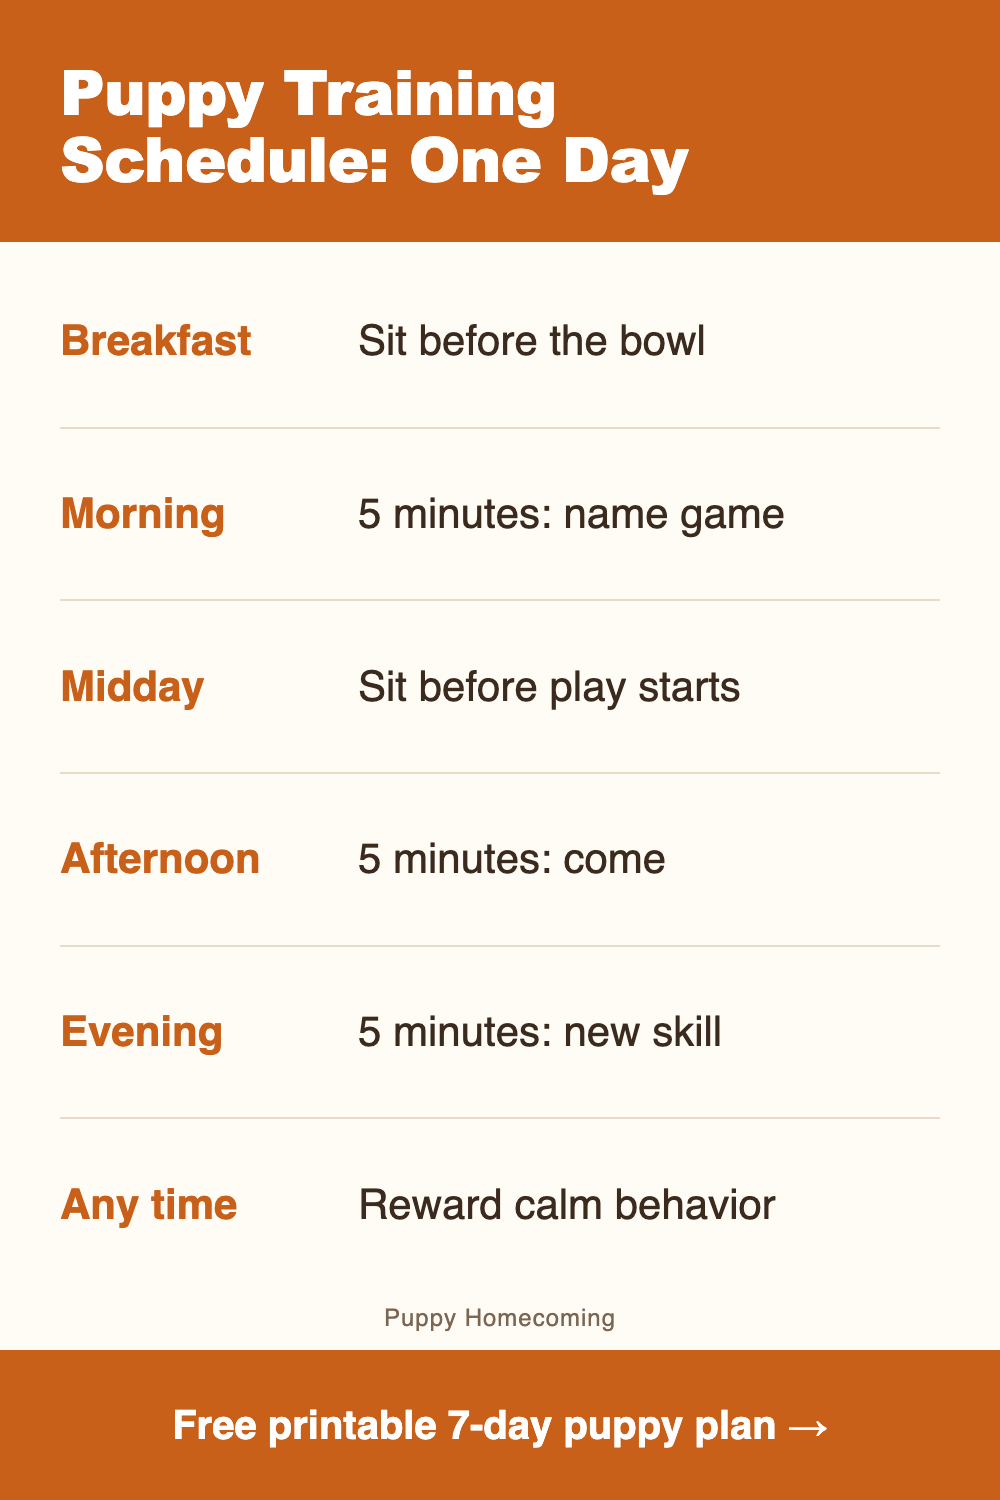 Puppy Training
Schedule: One Day
Breakfast Sit before the bowl
Morning 5 minutes: name game
Midday Sit before play starts
Afternoon 5 minutes: come
Evening 5 minutes: new skill
Any time Reward calm behavior
Puppy Homecoming
Free printable 7-day puppy plan →